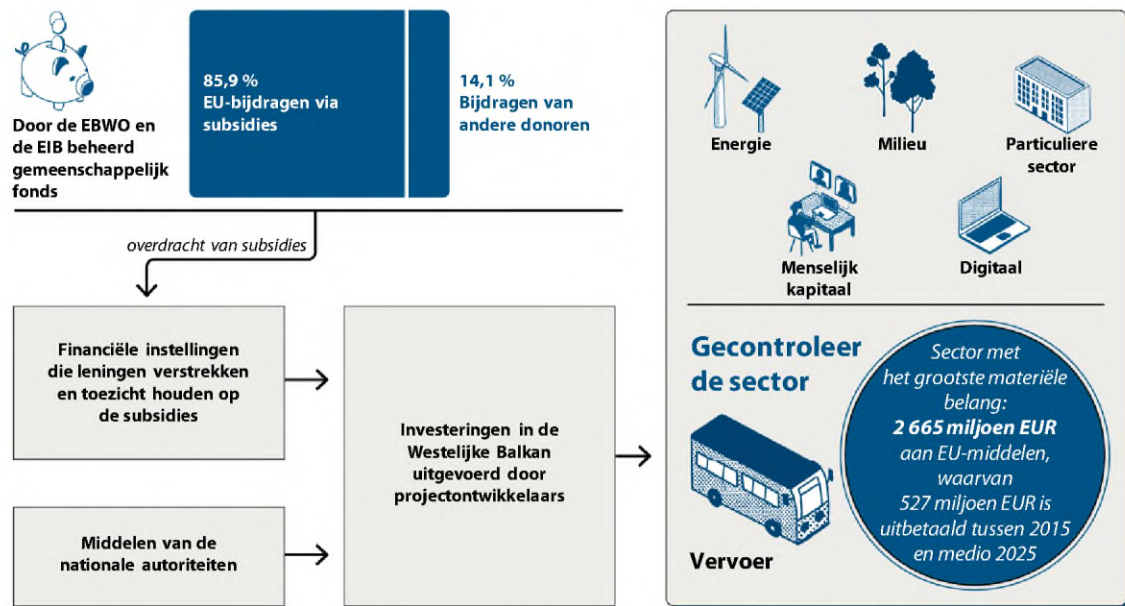 Door de EBWO en
de EIB beheerd
gemeenschappelijk
fonds
85,9 %
EU-bijdragen via
subsidies
14,1 %
Bijdragen van
andere donoren
overdracht van subsidies
Financiële instellingen
die leningen verstrekken
en toezicht houden op
de subsidies
Middelen van de
nationale autoriteiten
Investeringen in de
Westelijke Balkan
uitgevoerd door
projectontwikkelaars
Energie
Milieu
Particuliere
sector
Menselijk
kapitaal
Digitaal
Gecontroleer
de sector
Vervoer
Sector met
het grootste materiële
belang:
2 665 miljoen EUR
aan EU-middelen,
waarvan
527 miljoen EUR is
uitbetaald tussen 2015
en medio 2025